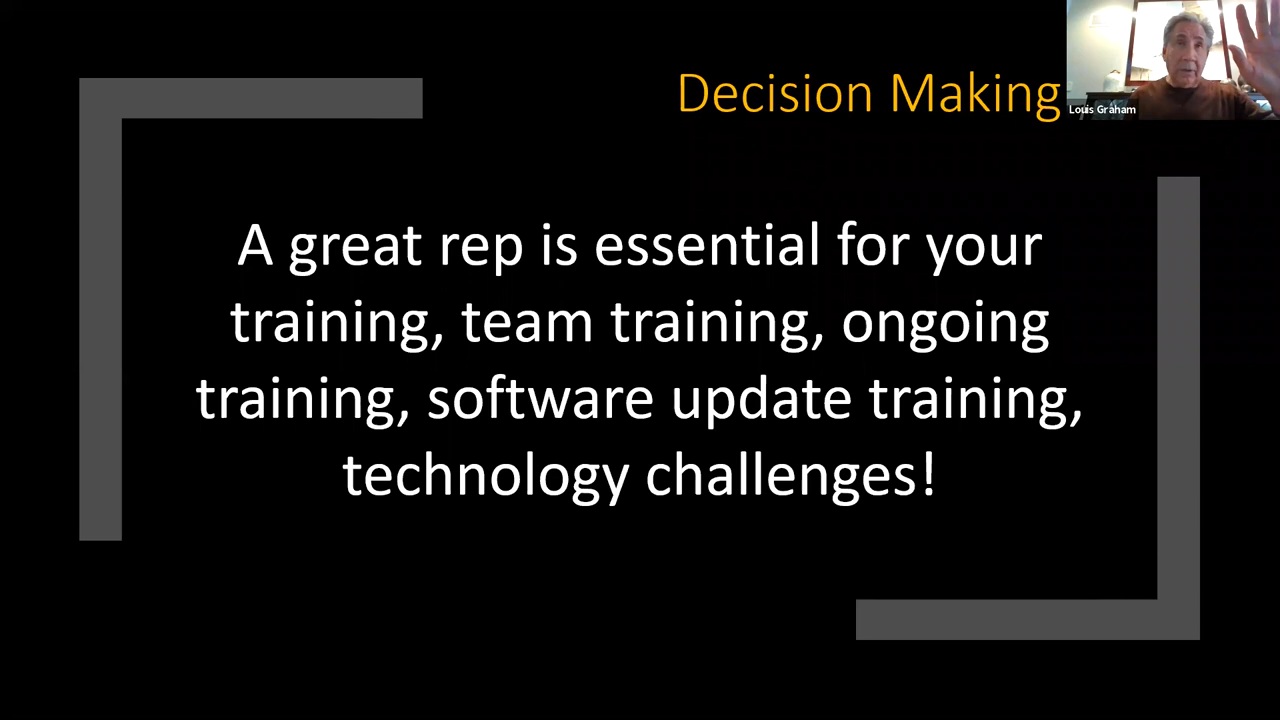 Decision Making
Louis Graham
A great rep is essential for your
training, team training, ongoing
training, software update training,
technology challenges!